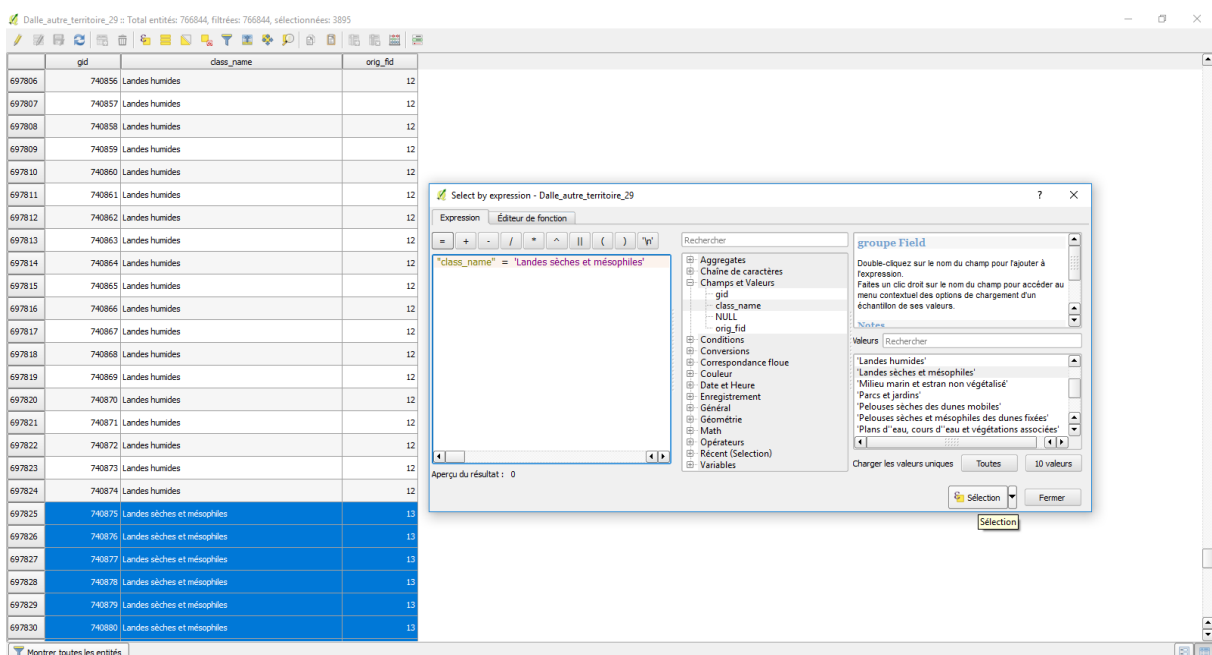 Dalle_autre_territoire_29 :: Total entités: 766844, filtrées: 766844, sélectionnées: 3895
gid class_name orig_fid
697806 740856 Landes humides 12
697807 740857 Landes humides 12
697808 740858 Landes humides 12
697809 740859 Landes humides 12
697810 740860 Landes humides 12
697811 740861 Landes humides 12
697812 740862 Landes humides 12
697813 740863 Landes humides 12
697814 740864 Landes humides 12
697815 740865 Landes humides 12
697816 740866 Landes humides 12
697817 740867 Landes humides 12
697818 740868 Landes humides 12
697819 740869 Landes humides 12
697820 740870 Landes humides 12
697821 740871 Landes humides 12
697822 740872 Landes humides 12
697823 740873 Landes humides 12
697824 740874 Landes humides 12
697825 740875 Landes sèches et mésophiles 13
697826 740876 Landes sèches et mésophiles 13
697827 740877 Landes sèches et mésophiles 13
697828 740878 Landes sèches et mésophiles 13
697829 740879 Landes sèches et mésophiles 13
697830 740880 Landes sèches et mésophiles 13
Montrer toutes les entités
Select by expression - Dalle_autre_territoire_29 ?
Expression Éditeur de fonction
= + - / * ^ || ( ) '\n'
"class_name" = 'Landes sèches et mésophiles'
Aperçu du résultat : 0
Rechercher
Aggregates
Chaîne de caractères
Champs et Valeurs
gid
class_name
NULL
orig_fid
Conditions
Conversions
Correspondance floue
Couleur
Date et Heure
Enregistrement
Général
Géométrie
Math
Opérateurs
Récent (Selection)
Variables
groupe Field
Double-cliquez sur le nom du champ pour l'ajouter à
l'expression.
Faites un clic droit sur le nom du champ pour accéder au
menu contextuel des options de chargement d'un
échantillon de ses valeurs.
Notes
Valeurs Rechercher
'Landes humides'
'Landes sèches et mésophiles'
'Milieu marin et estran non végétalisé'
'Parcs et jardins'
'Pelouses sèches des dunes mobiles'
'Pelouses sèches et mésophiles des dunes fixées'
'Plans d''eau, cours d''eau et végétations associées'
Charger les valeurs uniques Toutes 10 valeurs
Sélection Fermer
Sélection